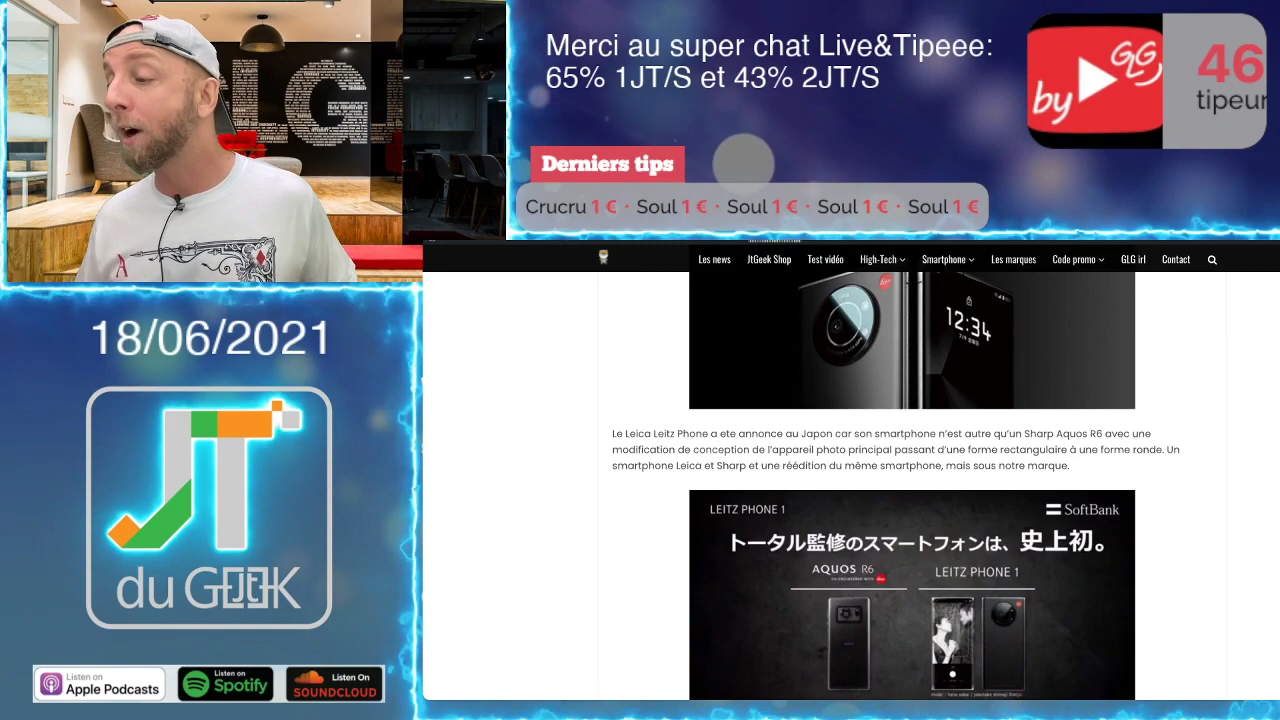 Merci au super chat Live&Tipeee:
65% 1JT/S et 43% 2JT/S
by GLG
46
tipeur
Derniers tips
Crucru 1 € · Soul 1 € · Soul 1 € · Soul 1 € · Soul 1 €
Les news JtGeek Shop Test vidéo High-Tech Smartphone Les marques Code promo GLG irl Contact
18/06/2021
JT
du GEEK
Listen on
Apple Podcasts
Listen on
Spotify
Listen On
SOUNDCLOUD
12:34
Le Leica Leitz Phone a ete annonce au Japon car son smartphone n'est autre qu'un Sharp Aquos R6 avec une
modification de conception de l'appareil photo principal passant d'une forme rectangulaire à une forme ronde. Un
smartphone Leica et Sharp et une réédition du même smartphone, mais sous notre marque.
LEITZ PHONE 1
SoftBank
トータル監修のスマートフォンは、史上初。
AQUOS R6
LEITZ PHONE 1